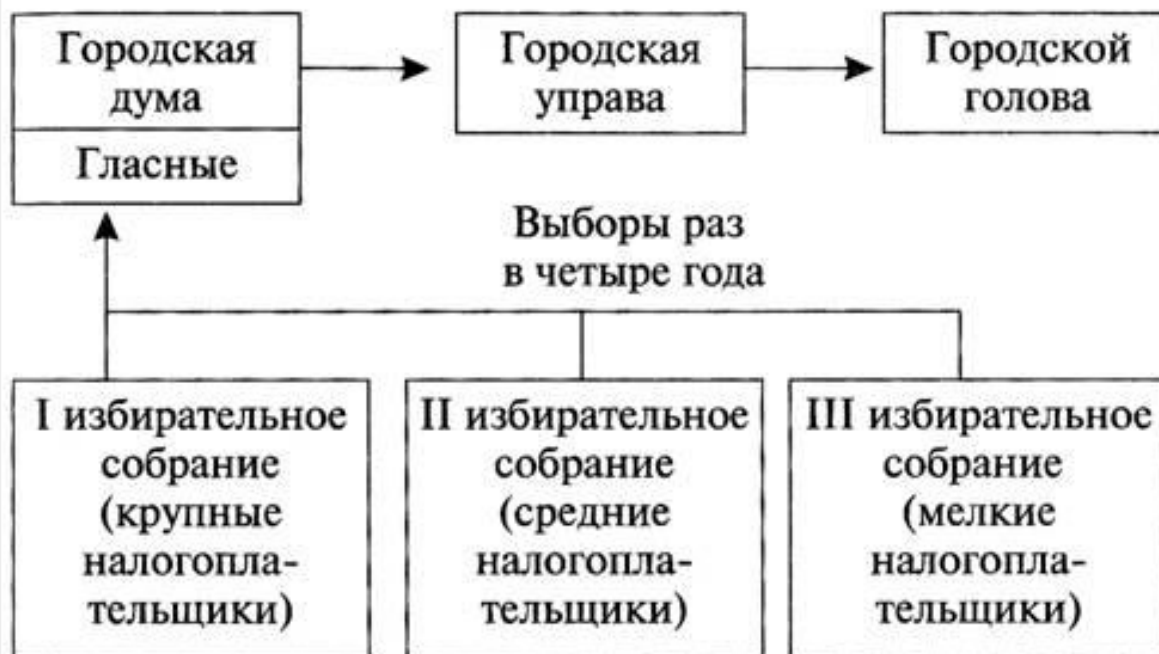 Городская
дума
Гласные
Городская
управа
Городской
голова
Выборы раз
в четыре года
I избирательное
собрание
(крупные
налогопла-
тельщики)
II избирательное
собрание
(средние
налогопла-
тельщики)
III избирательное
собрание
(мелкие
налогопла-
тельщики)